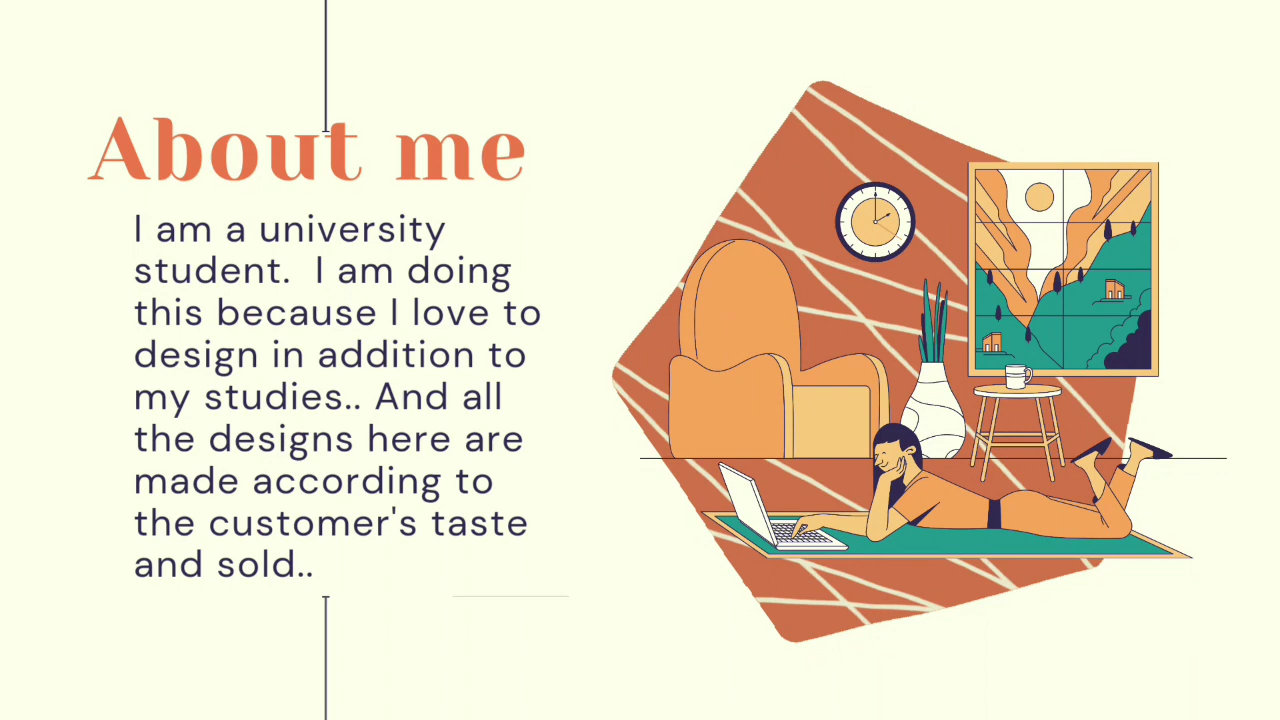 About me
I am a university
student.  I am doing
this because I love to
design in addition to
my studies.. And all
the designs here are
made according to
the customer's taste
and sold..